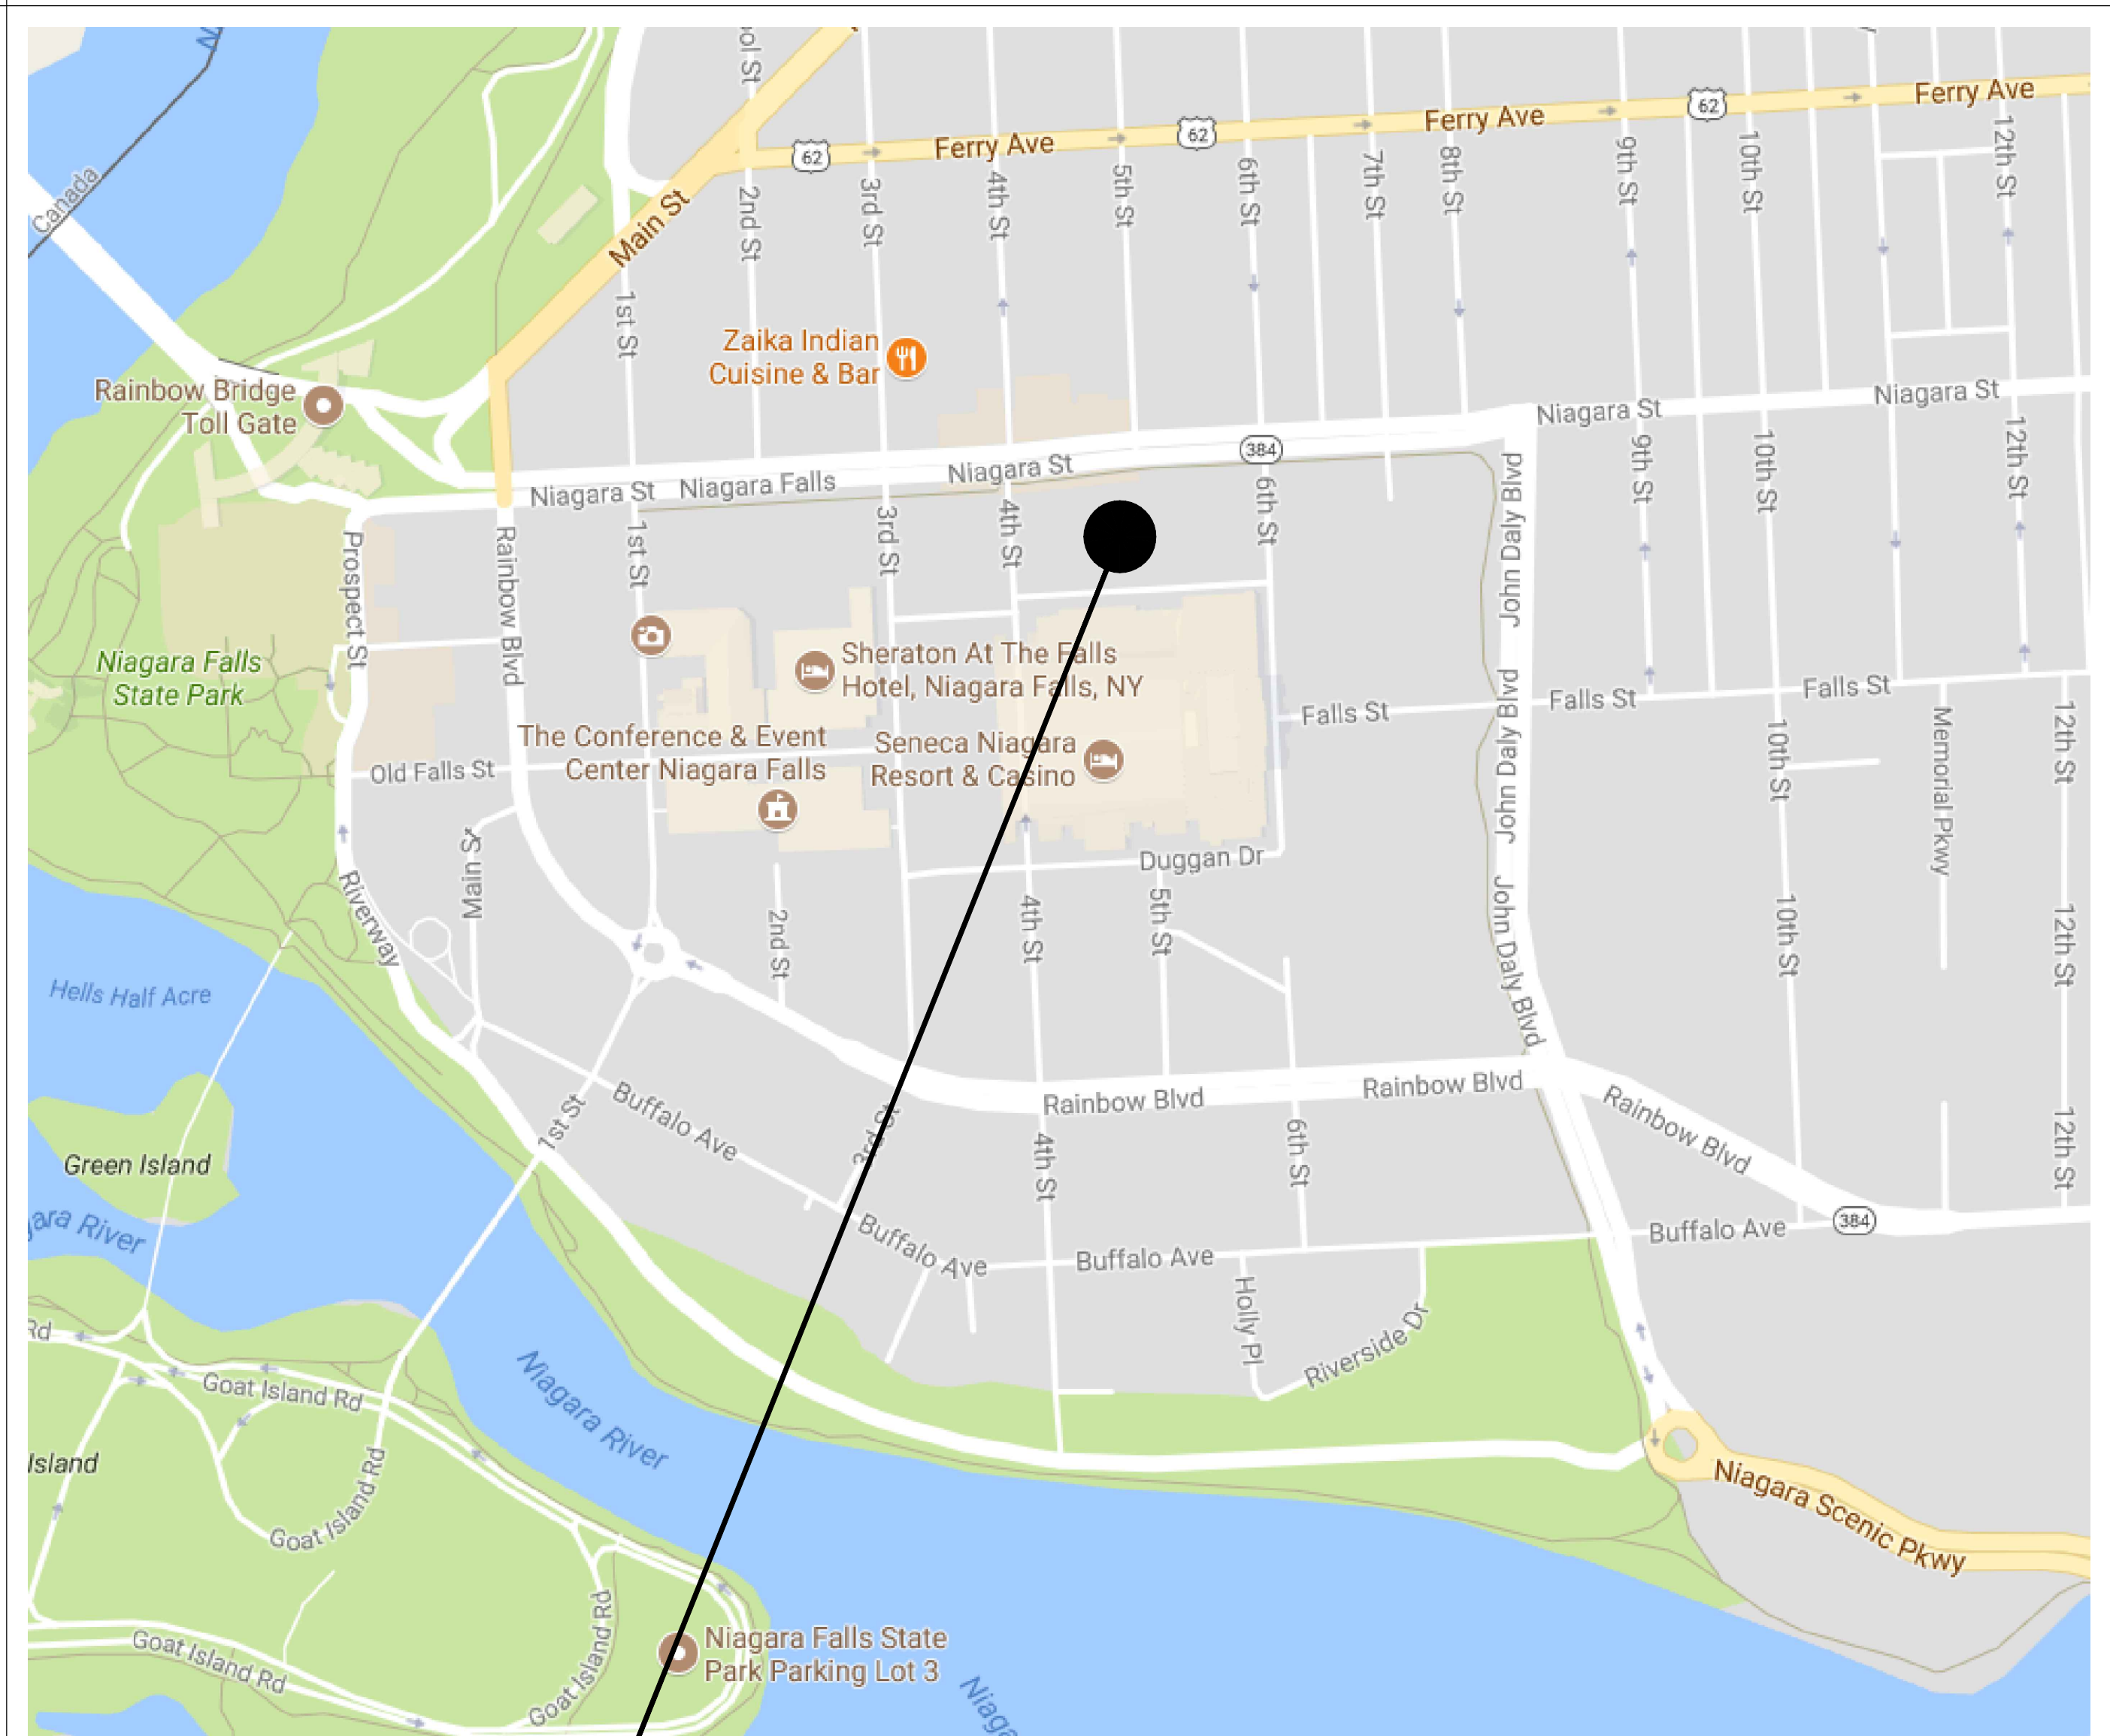 Canada
Ferry Ave
62
Ferry Ave
62
Ferry Ave
62
Main St
1st St
2nd St
3rd St
4th St
5th St
6th St
7th St
8th St
9th St
10th St
12th St
Zaika Indian
Cuisine & Bar
Rainbow Bridge
Toll Gate
Niagara St
Niagara St
384
Niagara St
Niagara Falls
Niagara St
Prospect St
Rainbow Blvd
1st St
3rd St
4th St
6th St
John Daly Blvd
John
9th St
10th St
12th St
Niagara Falls
State Park
Sheraton At The Falls
Hotel, Niagara Falls, NY
The Conference & Event
Center Niagara Falls
Seneca Niagara
Resort & Casino
Falls St
Falls St
Falls St
John Daly Blvd
John
10th St
Memorial Pkwy
12th St
Old Falls St
Main St
Duggan Dr
Riverway
2nd St
4th St
5th St
John Daly Blvd
10th St
12th St
Hells Half Acre
Rainbow Blvd
Rainbow Blvd
Rainbow Blvd
1st St
Buffalo Ave
3rd St
4th St
6th St
12th St
Green Island
gara River
Buffalo Ave
Buffalo Ave
Buffalo Ave
384
Holly Pl
Riverside Dr
Rd
Goat Island Rd
Niagara River
Island
Goat Island Rd
Niagara Scenic Pkwy
Goat Island Rd
Goat Island Rd
Niagara Falls State
Park Parking Lot 3